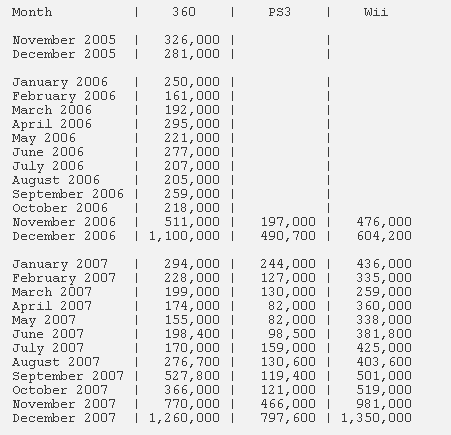 Month | 360 | PS3 | Wii
November 2005 | 326,000 | |
December 2005 | 281,000 | |
January 2006 | 250,000 | |
February 2006 | 161,000 | |
March 2006 | 192,000 | |
April 2006 | 295,000 | |
May 2006 | 221,000 | |
June 2006 | 277,000 | |
July 2006 | 207,000 | |
August 2006 | 205,000 | |
September 2006 | 259,000 | |
October 2006 | 218,000 | |
November 2006 | 511,000 | 197,000 | 476,000
December 2006 | 1,100,000 | 490,700 | 604,200
January 2007 | 294,000 | 244,000 | 436,000
February 2007 | 228,000 | 127,000 | 335,000
March 2007 | 199,000 | 130,000 | 259,000
April 2007 | 174,000 | 82,000 | 360,000
May 2007 | 155,000 | 82,000 | 338,000
June 2007 | 198,400 | 98,500 | 381,800
July 2007 | 170,000 | 159,000 | 425,000
August 2007 | 276,700 | 130,600 | 403,600
September 2007 | 527,800 | 119,400 | 501,000
October 2007 | 366,000 | 121,000 | 519,000
November 2007 | 770,000 | 466,000 | 981,000
December 2007 | 1,260,000 | 797,600 | 1,350,000